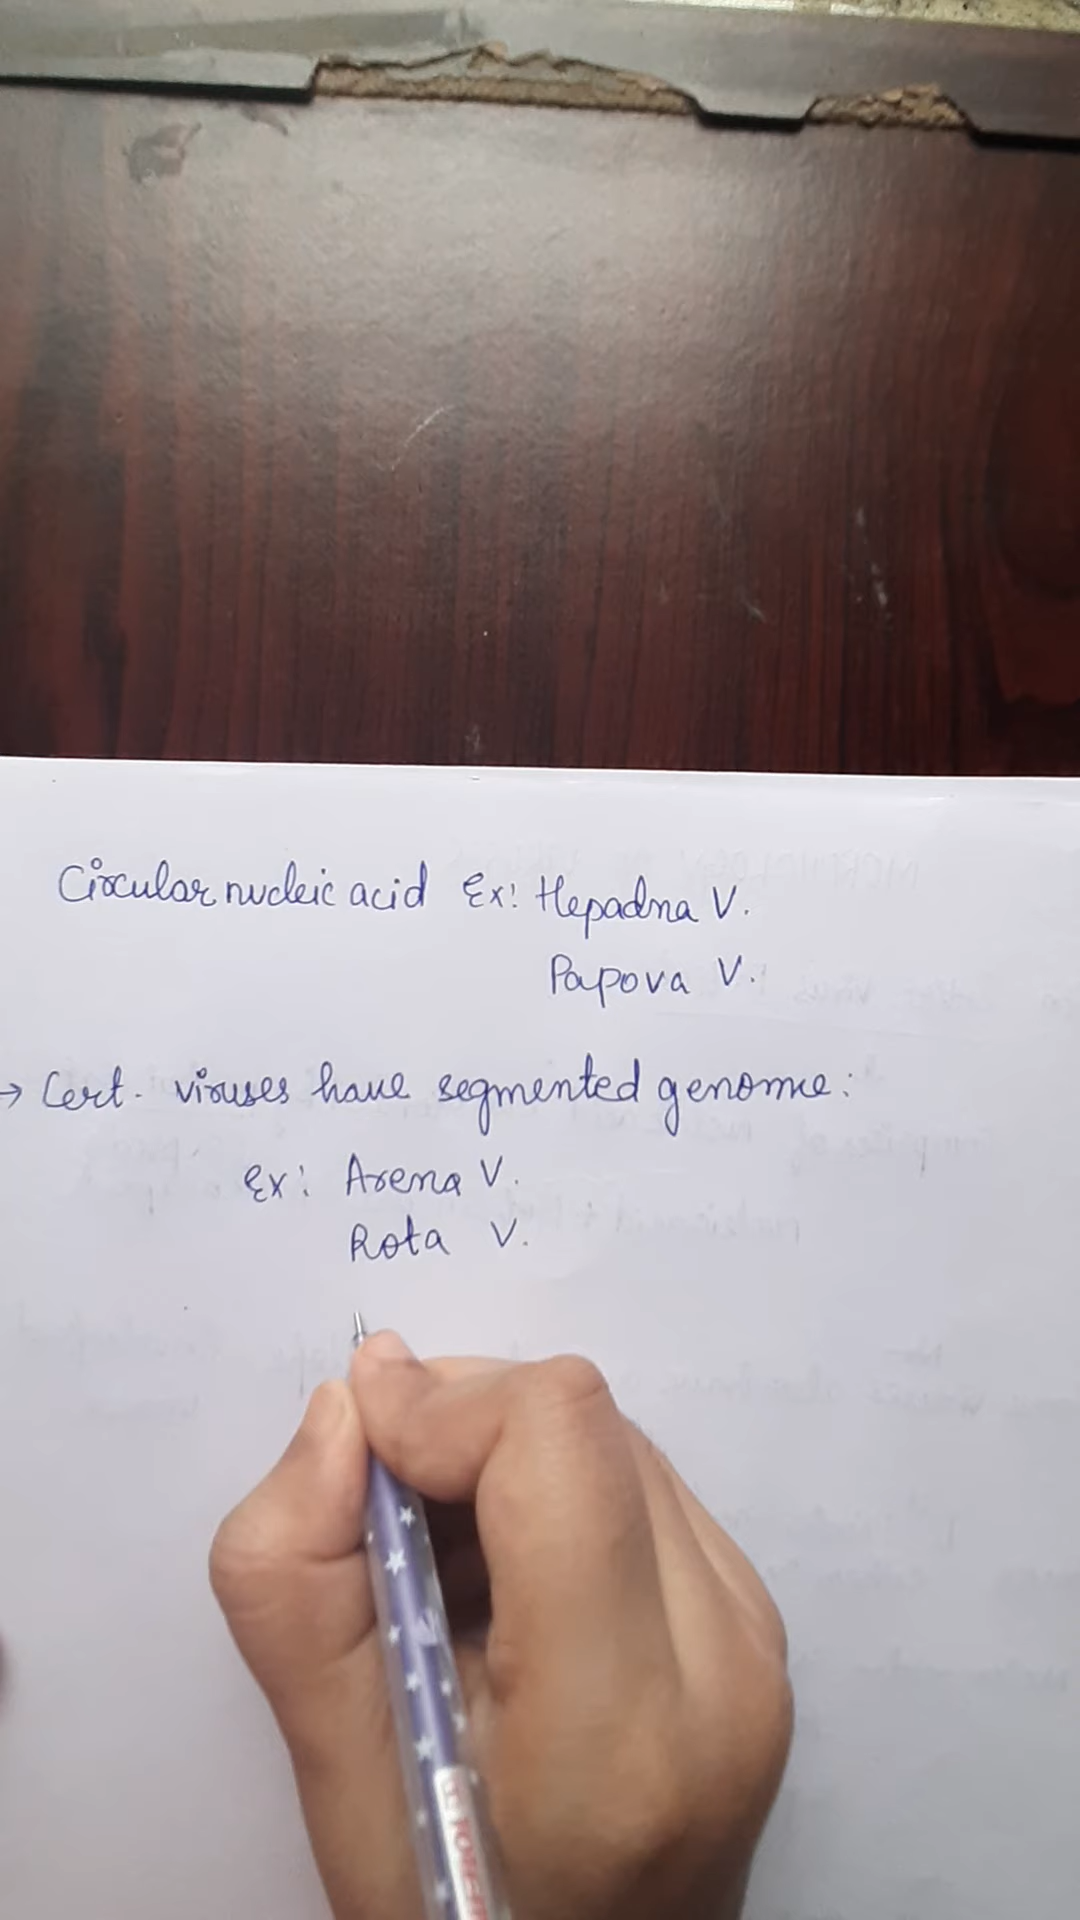 Circular nucleic acid Ex: Hepadna V.
Papova V.
→ Cert. viruses have segmented genome:
Ex: Arena V.
Rota V.